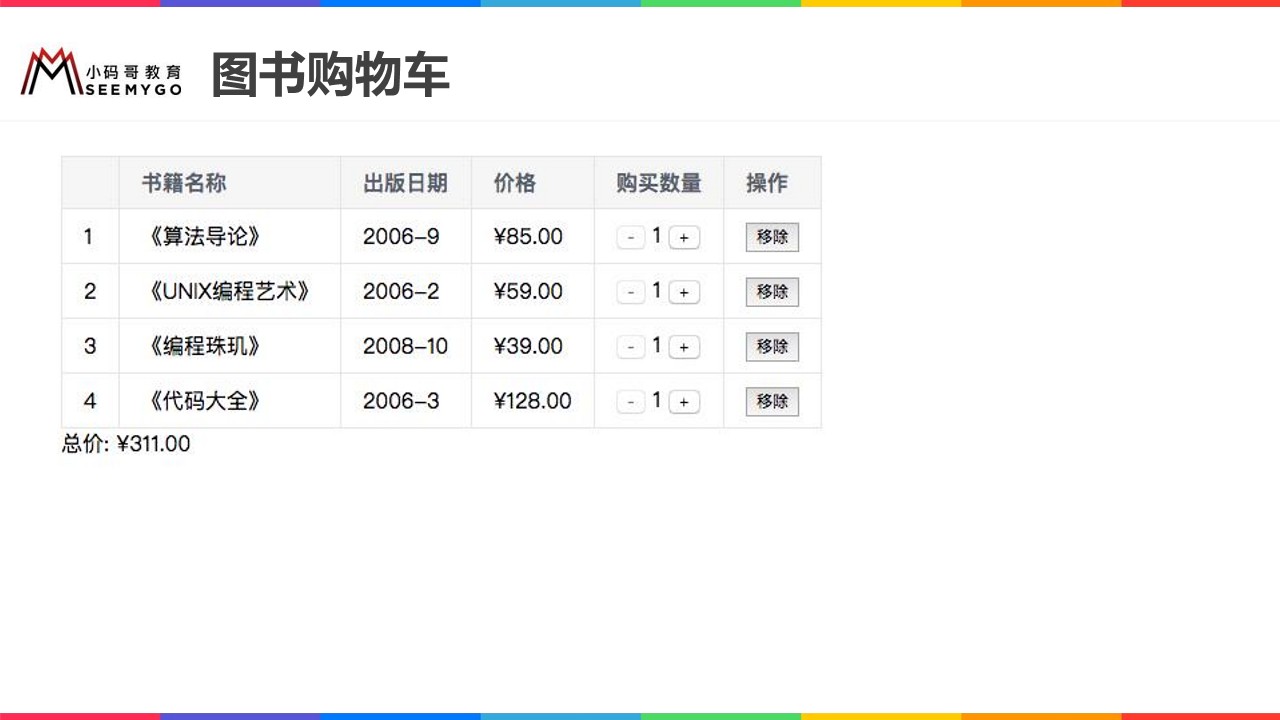 小码哥教育
SEEMYGO
图书购物车
书籍名称 出版日期 价格 购买数量 操作
1 《算法导论》 2006-9 ¥85.00 - 1 + 移除
2 《UNIX编程艺术》 2006-2 ¥59.00 - 1 + 移除
3 《编程珠玑》 2008-10 ¥39.00 - 1 + 移除
4 《代码大全》 2006-3 ¥128.00 - 1 + 移除
总价: ¥311.00